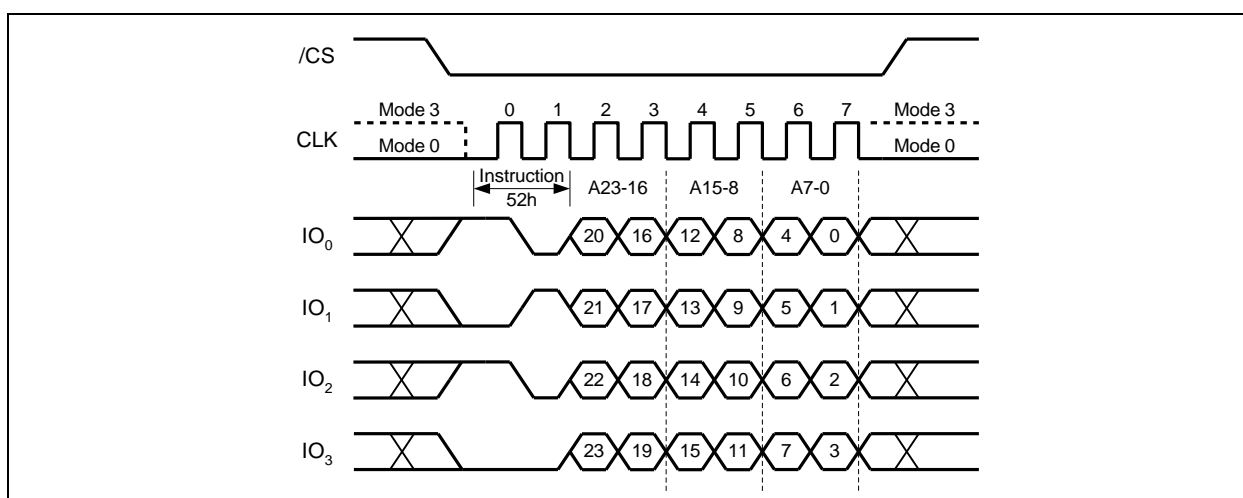 /CS
Mode 3 0 1 2 3 4 5 6 7 Mode 3
CLK
Mode 0 Mode 0
Instruction
52h A23-16 A15-8 A7-0
IO0 20 16 12 8 4 0
IO1 21 17 13 9 5 1
IO2 22 18 14 10 6 2
IO3 23 19 15 11 7 3